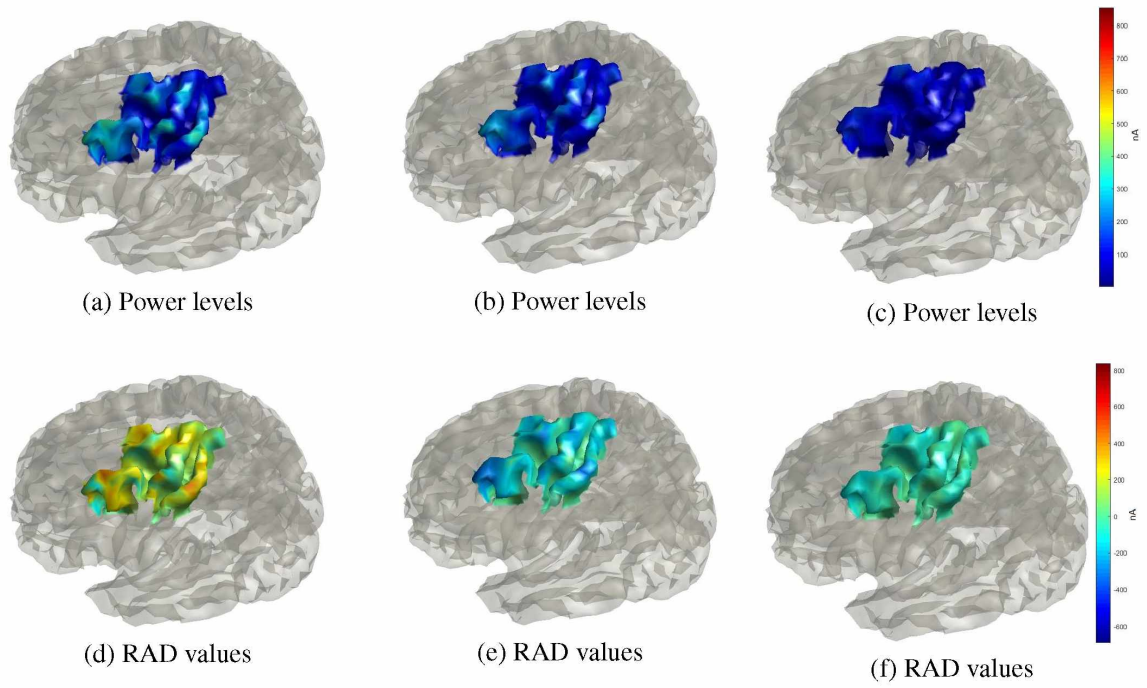 800
700
600
500
400
300
200
100
nA
(a) Power levels
(b) Power levels
(c) Power levels
800
600
400
200
0
-200
-400
-600
nA
(d) RAD values
(e) RAD values
(f) RAD values